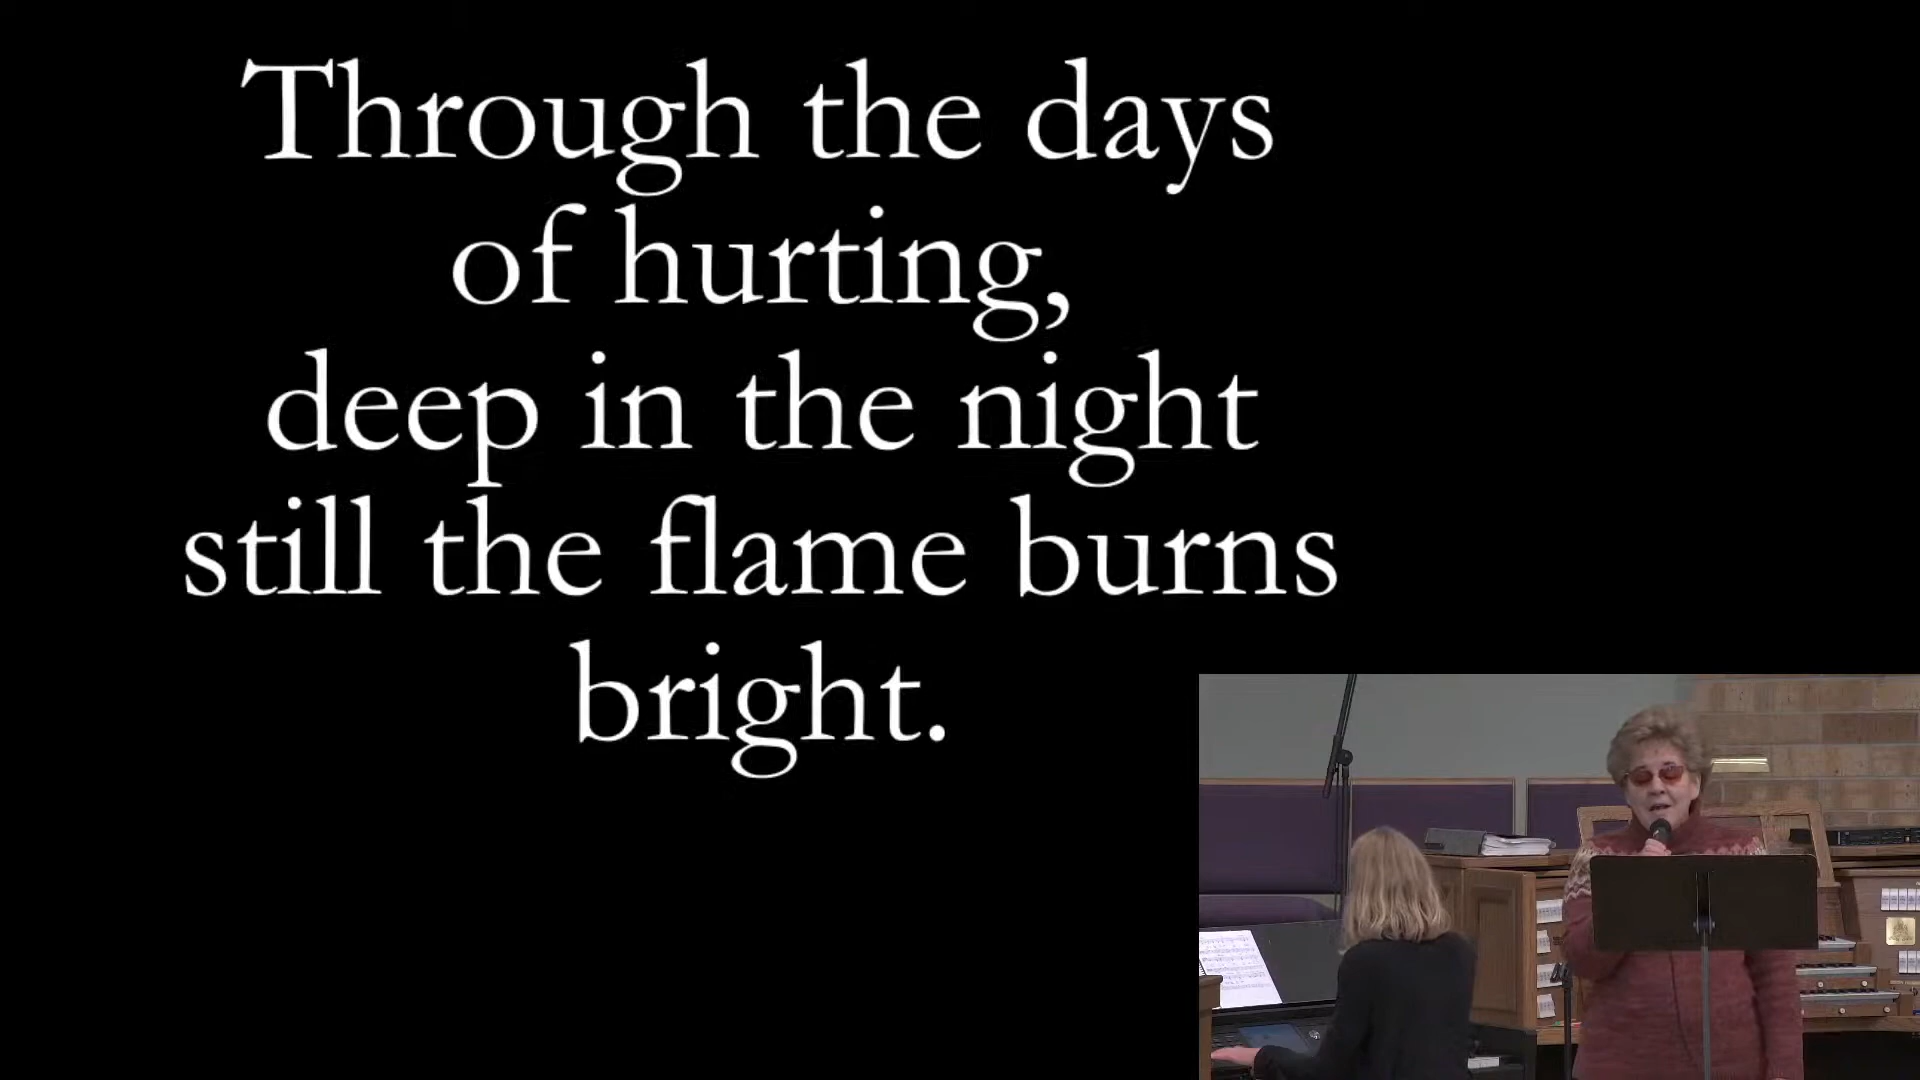 Through the days
of hurting,
deep in the night
still the flame burns
bright.